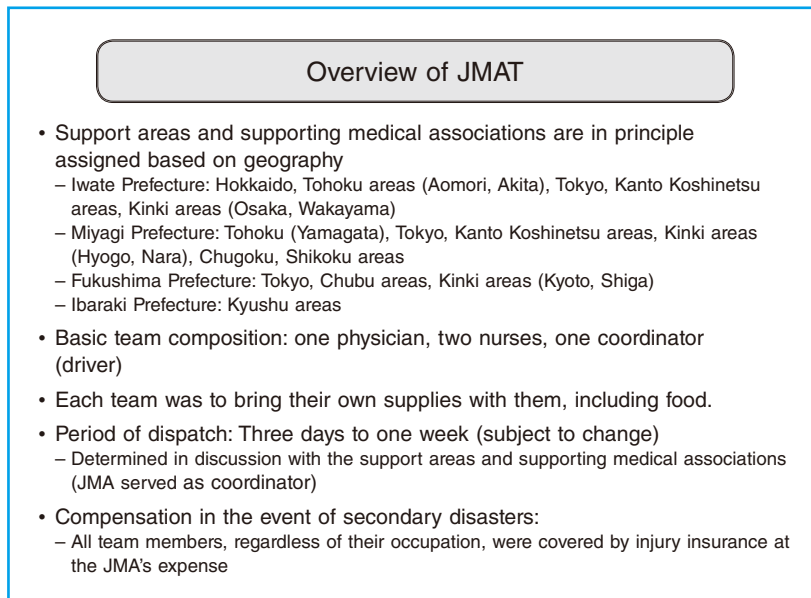 Overview of JMAT
• Support areas and supporting medical associations are in principle
assigned based on geography
– Iwate Prefecture: Hokkaido, Tohoku areas (Aomori, Akita), Tokyo, Kanto Koshinetsu
areas, Kinki areas (Osaka, Wakayama)
– Miyagi Prefecture: Tohoku (Yamagata), Tokyo, Kanto Koshinetsu areas, Kinki areas
(Hyogo, Nara), Chugoku, Shikoku areas
– Fukushima Prefecture: Tokyo, Chubu areas, Kinki areas (Kyoto, Shiga)
– Ibaraki Prefecture: Kyushu areas
• Basic team composition: one physician, two nurses, one coordinator
(driver)
• Each team was to bring their own supplies with them, including food.
• Period of dispatch: Three days to one week (subject to change)
– Determined in discussion with the support areas and supporting medical associations
(JMA served as coordinator)
• Compensation in the event of secondary disasters:
– All team members, regardless of their occupation, were covered by injury insurance at
the JMA’s expense